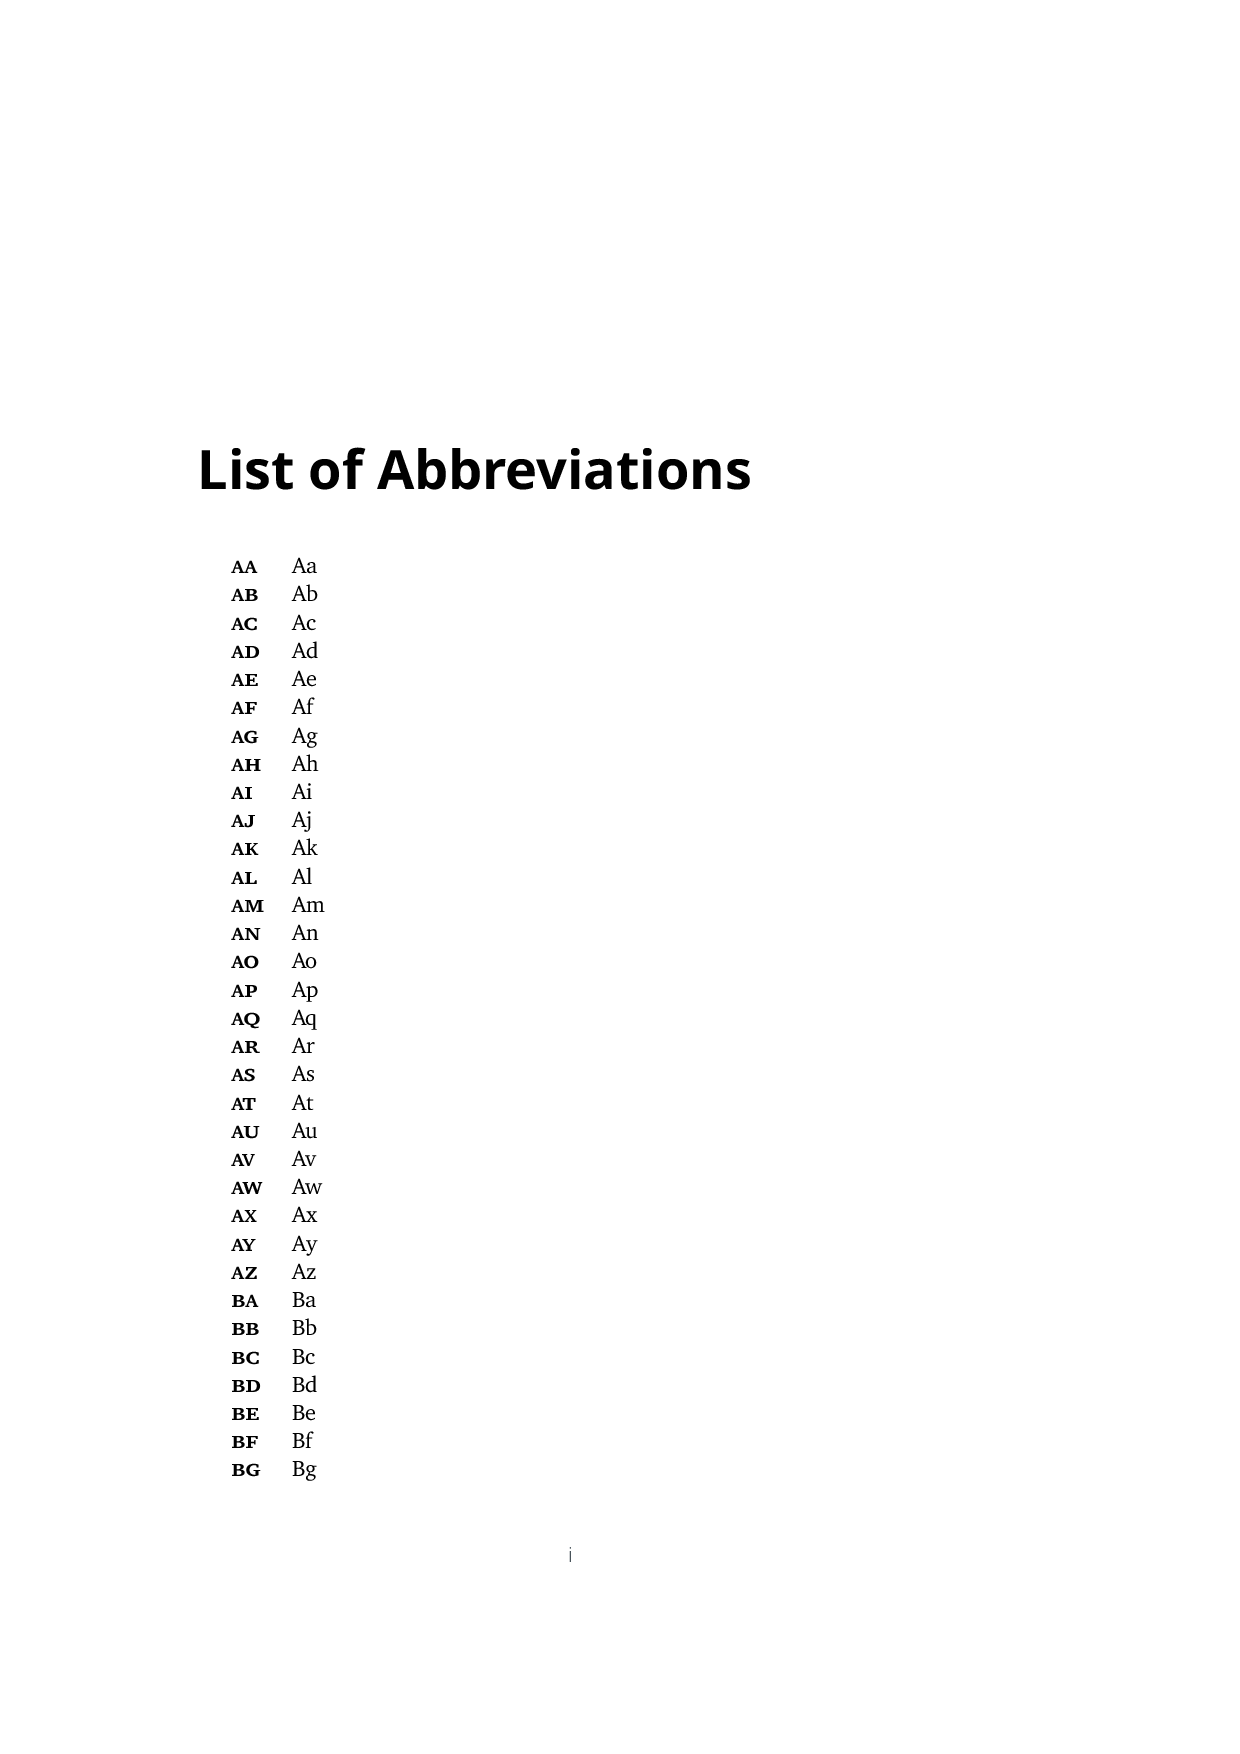 List of Abbreviations
AA Aa
AB Ab
AC Ac
AD Ad
AE Ae
AF Af
AG Ag
AH Ah
AI Ai
AJ Aj
AK Ak
AL Al
AM Am
AN An
AO Ao
AP Ap
AQ Aq
AR Ar
AS As
AT At
AU Au
AV Av
AW Aw
AX Ax
AY Ay
AZ Az
BA Ba
BB Bb
BC Bc
BD Bd
BE Be
BF Bf
BG Bg
i